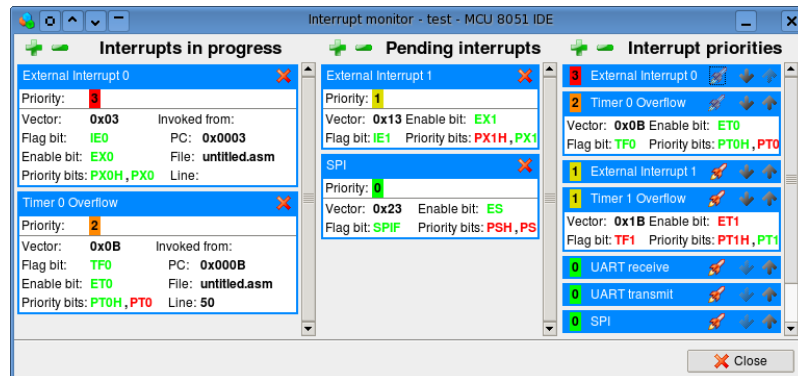 Interrupt monitor - test - MCU 8051 IDE
Interrupts in progress
External Interrupt 0
Priority: 3
Vector: 0x03 Invoked from:
Flag bit: IE0 PC: 0x0003
Enable bit: EX0 File: untitled.asm
Priority bits: PX0H , PX0 Line:
Timer 0 Overflow
Priority: 2
Vector: 0x0B Invoked from:
Flag bit: TF0 PC: 0x000B
Enable bit: ET0 File: untitled.asm
Priority bits: PT0H , PT0 Line: 50
Pending interrupts
External Interrupt 1
Priority: 1
Vector: 0x13 Enable bit: EX1
Flag bit: IE1 Priority bits: PX1H , PX1
SPI
Priority: 0
Vector: 0x23 Enable bit: ES
Flag bit: SPIF Priority bits: PSH , PS
Interrupt priorities
3 External Interrupt 0
2 Timer 0 Overflow
Vector: 0x0B Enable bit: ET0
Flag bit: TF0 Priority bits: PT0H , PT0
1 External Interrupt 1
1 Timer 1 Overflow
Vector: 0x1B Enable bit: ET1
Flag bit: TF1 Priority bits: PT1H , PT1
0 UART receive
0 UART transmit
0 SPI
Close